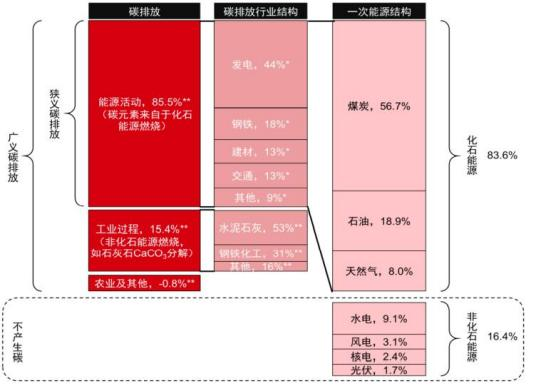 碳排放
碳排放行业结构
一次能源结构
广义碳排放
狭义碳排放
能源活动，85.5%**
（碳元素来自于化石
能源燃烧）
工业过程，15.4%**
（非化石能源燃烧，
如石灰石CaCO3分解）
农业及其他，-0.8%**
发电，44%*
钢铁，18%*
建材，13%*
交通，13%*
其他，9%*
水泥石灰，53%**
钢铁化工，31%**
其他，16%**
煤炭，56.7%
石油，18.9%
天然气，8.0%
化石能源
83.6%
不产生碳
水电，9.1%
风电，3.1%
核电，2.4%
光伏，1.7%
非化石能源
16.4%